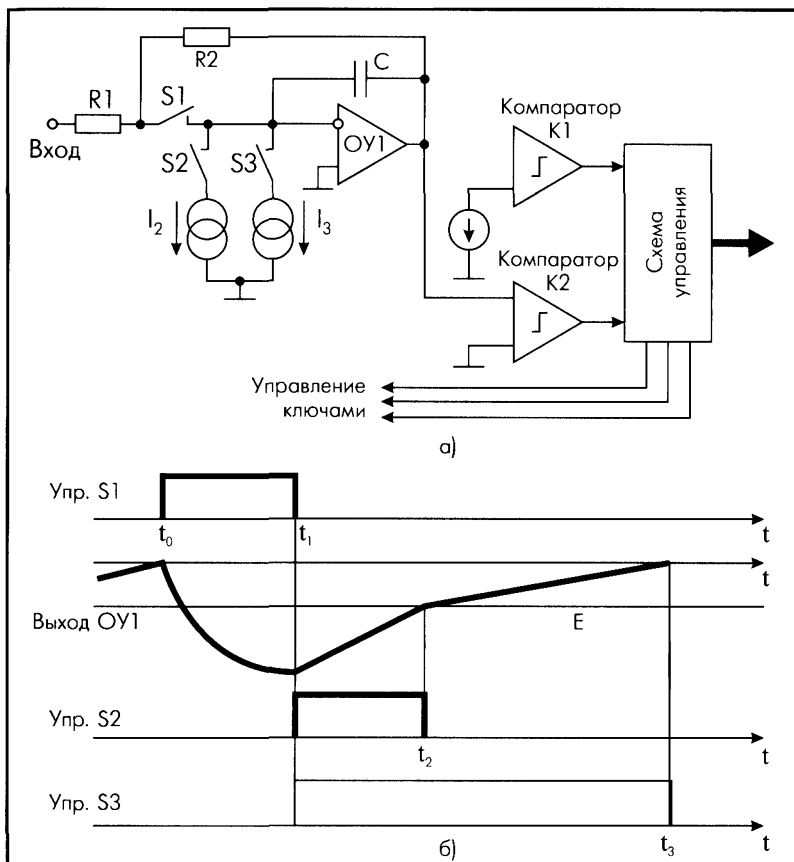 R2
C
R1
S1
Вход
S2
S3
ОУ1
I2
I3
Компаратор
К1
Компаратор
К2
Схема
управления
Управление
ключами
а)
Упр. S1
t0
t1
t
t
Выход ОУ1
E
Упр. S2
t2
t
Упр. S3
t3
t
б)